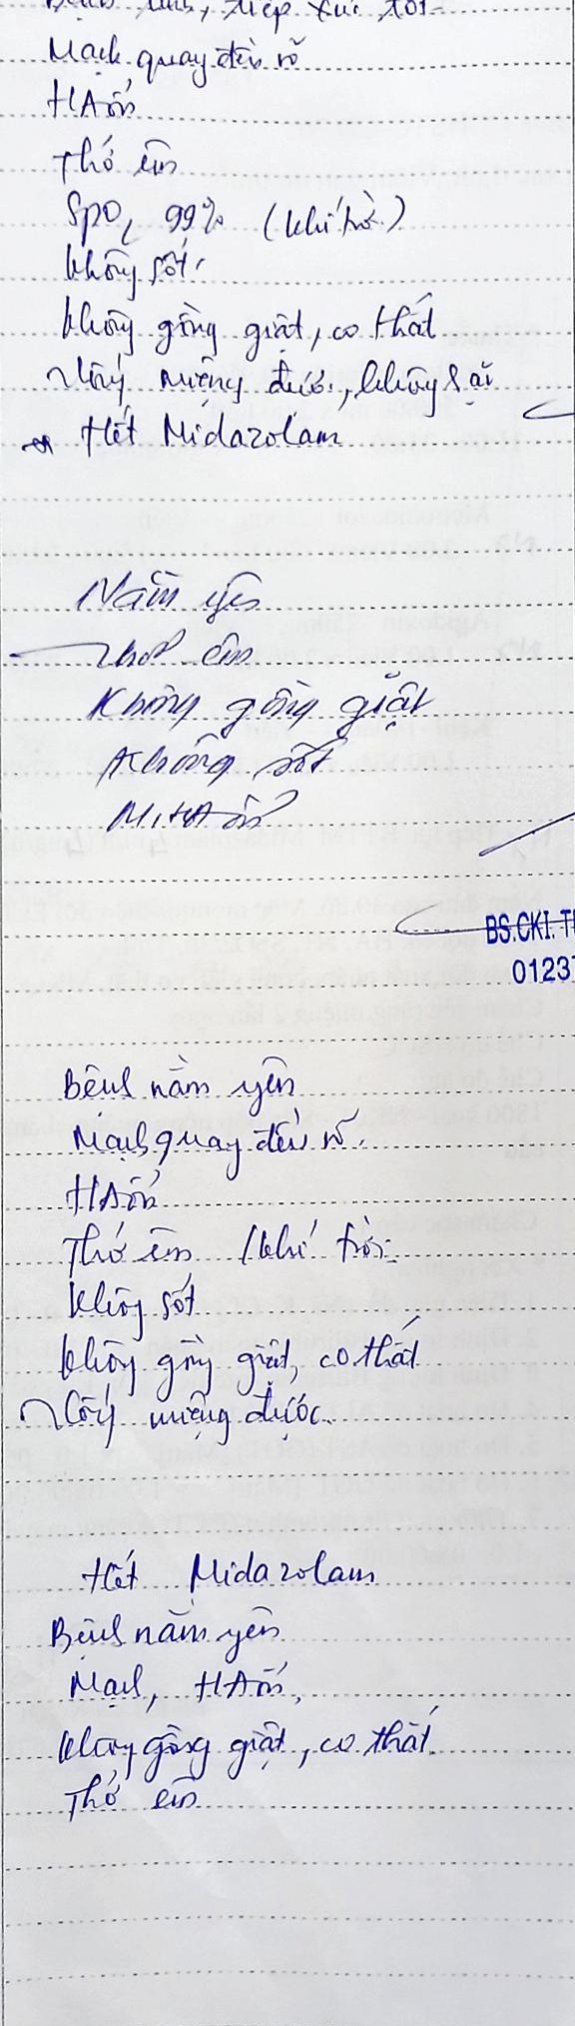 Bệnh tỉnh, tiếp xúc tốt
Mạch quay đều rõ
HA ổn
Thở êm
SpO2 99% (khí trời)
không sốt
không gồng giật, co thắt
Uống miệng được, không sặc
Hết Midazolam
Nằm yên
Thở êm
Không gồng giật
Không sốt
M, HA ổn
BS.CKI. T
0123
Bệnh nằm yên
Mạch quay đều rõ.
HA ổn
Thở êm / khí trời
không sốt
không gồng giật, co thắt
Uống miệng được.
Hết Midazolam
Bệnh nằm yên
Mạch, HA ổn,
không gồng giật, co thắt
Thở êm